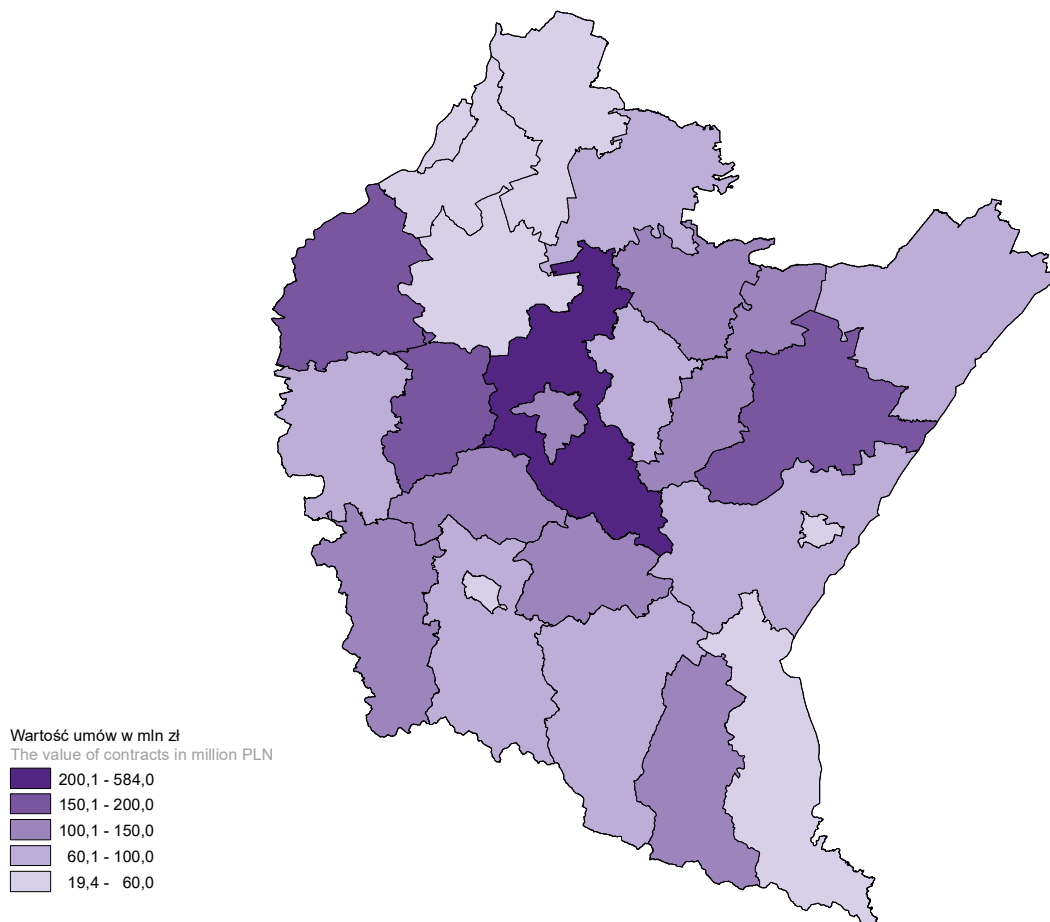 Wartość umów w mln zł
The value of contracts in million PLN
200,1 - 584,0
150,1 - 200,0
100,1 - 150,0
60,1 - 100,0
19,4 - 60,0